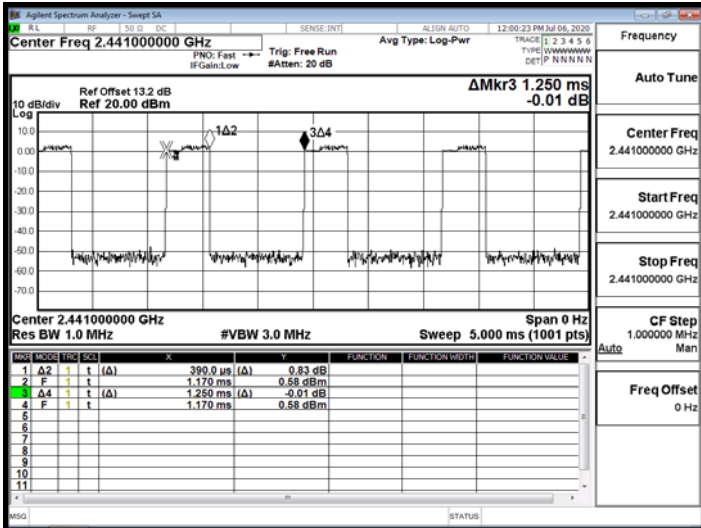 Agilent Spectrum Analyzer - Swept SA
RL RF 50 Ω DC SENSE:INT ALIGN AUTO 12:00:23 PM Jul 06, 2020
Center Freq 2.441000000 GHz
PNO: Fast
IFGain:Low
Trig: Free Run
#Atten: 20 dB
Avg Type: Log-Pwr
TRACE 1 2 3 4 5 6
TYPE WWWWWW
DET P NNNNN
Frequency
Auto Tune
Center Freq
2.441000000 GHz
Start Freq
2.441000000 GHz
Stop Freq
2.441000000 GHz
CF Step
1.000000 MHz
Auto Man
Freq Offset
0 Hz
ΔMkr3 1.250 ms
-0.01 dB
Ref Offset 13.2 dB
10 dB/div Ref 20.00 dBm
Log
10.0
0.00
-10.0
-20.0
-30.0
-40.0
-50.0
-60.0
-70.0
1Δ2
3Δ4
Center 2.441000000 GHz Span 0 Hz
Res BW 1.0 MHz #VBW 3.0 MHz Sweep 5.000 ms (1001 pts)
MKR MODE TRC SCL X Y FUNCTION FUNCTION WIDTH FUNCTION VALUE
1 Δ2 1 t (Δ) 390.0 µs (Δ) 0.83 dB
2 F 1 t 1.170 ms 0.58 dBm
3 Δ4 1 t (Δ) 1.250 ms (Δ) -0.01 dB
4 F 1 t 1.170 ms 0.58 dBm
5
6
7
8
9
10
11
MSG STATUS